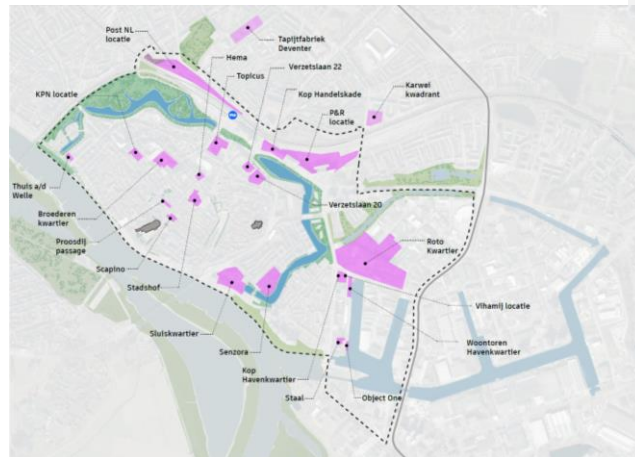 Post NL
locatie
Tapijtfabriek
Deventer
Hema
Topicus
Verzetslaan 22
Kop Handelskade
Karwei
kwadrant
KPN locatie
P&R
locatie
Thuis a/d
Welle
Verzetslaan 20
Broederen
kwartier
Proosdij
passage
Roto
Kwartier
Scapino
Stadshof
Vihamij locatie
Sluiskwartier
Woontoren
Havenkwartier
Senzora
Kop
Havenkwartier
Staal
Object One